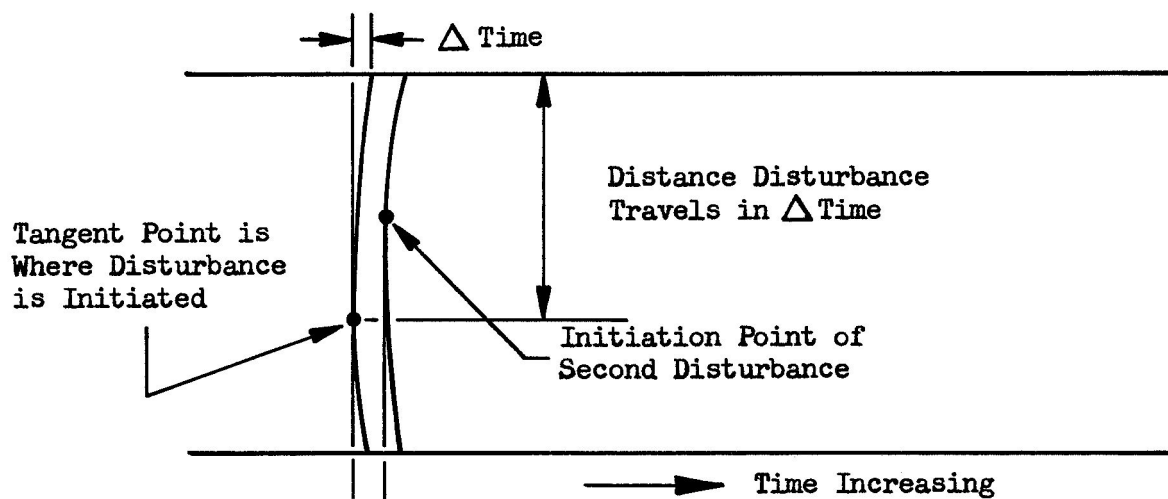 △ Time
Distance Disturbance
Travels in △ Time
Tangent Point is
Where Disturbance
is Initiated
Initiation Point of
Second Disturbance
Time Increasing